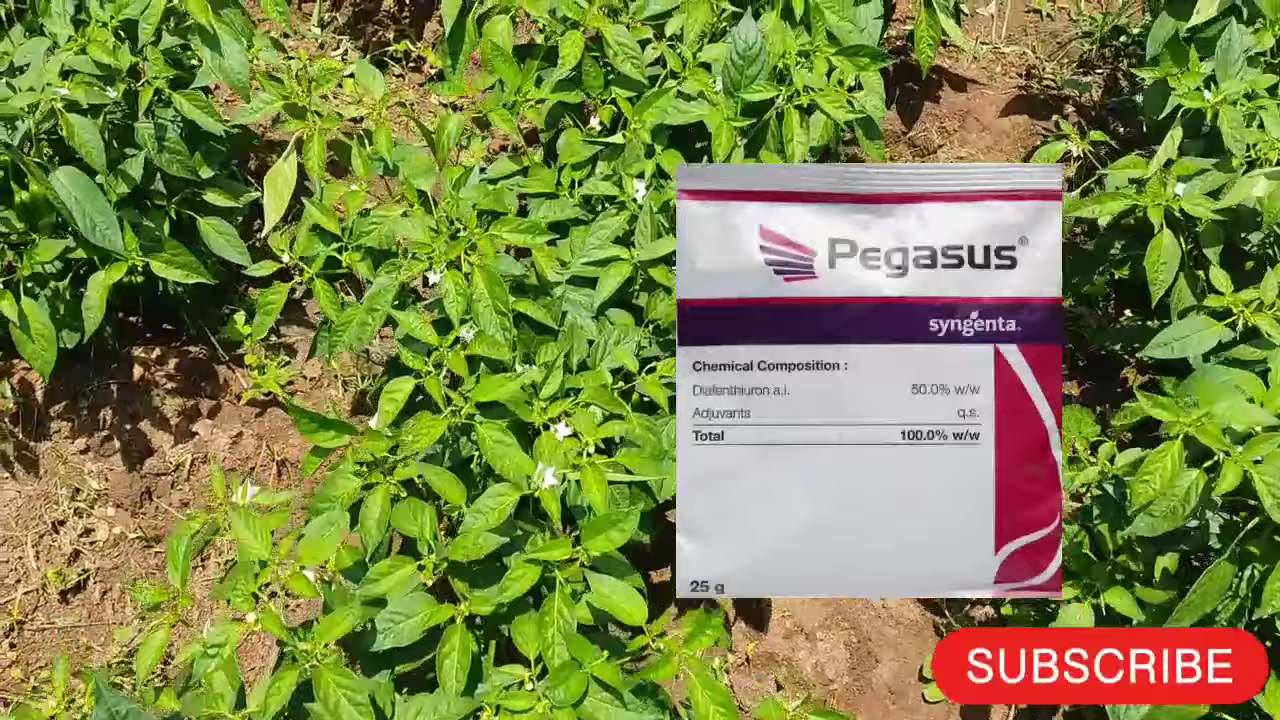 Pegasus®
syngenta.
Chemical Composition :
Diafenthiuron a.i. 50.0% w/w
Adjuvants q.s.
Total 100.0% w/w
25 g
SUBSCRIBE